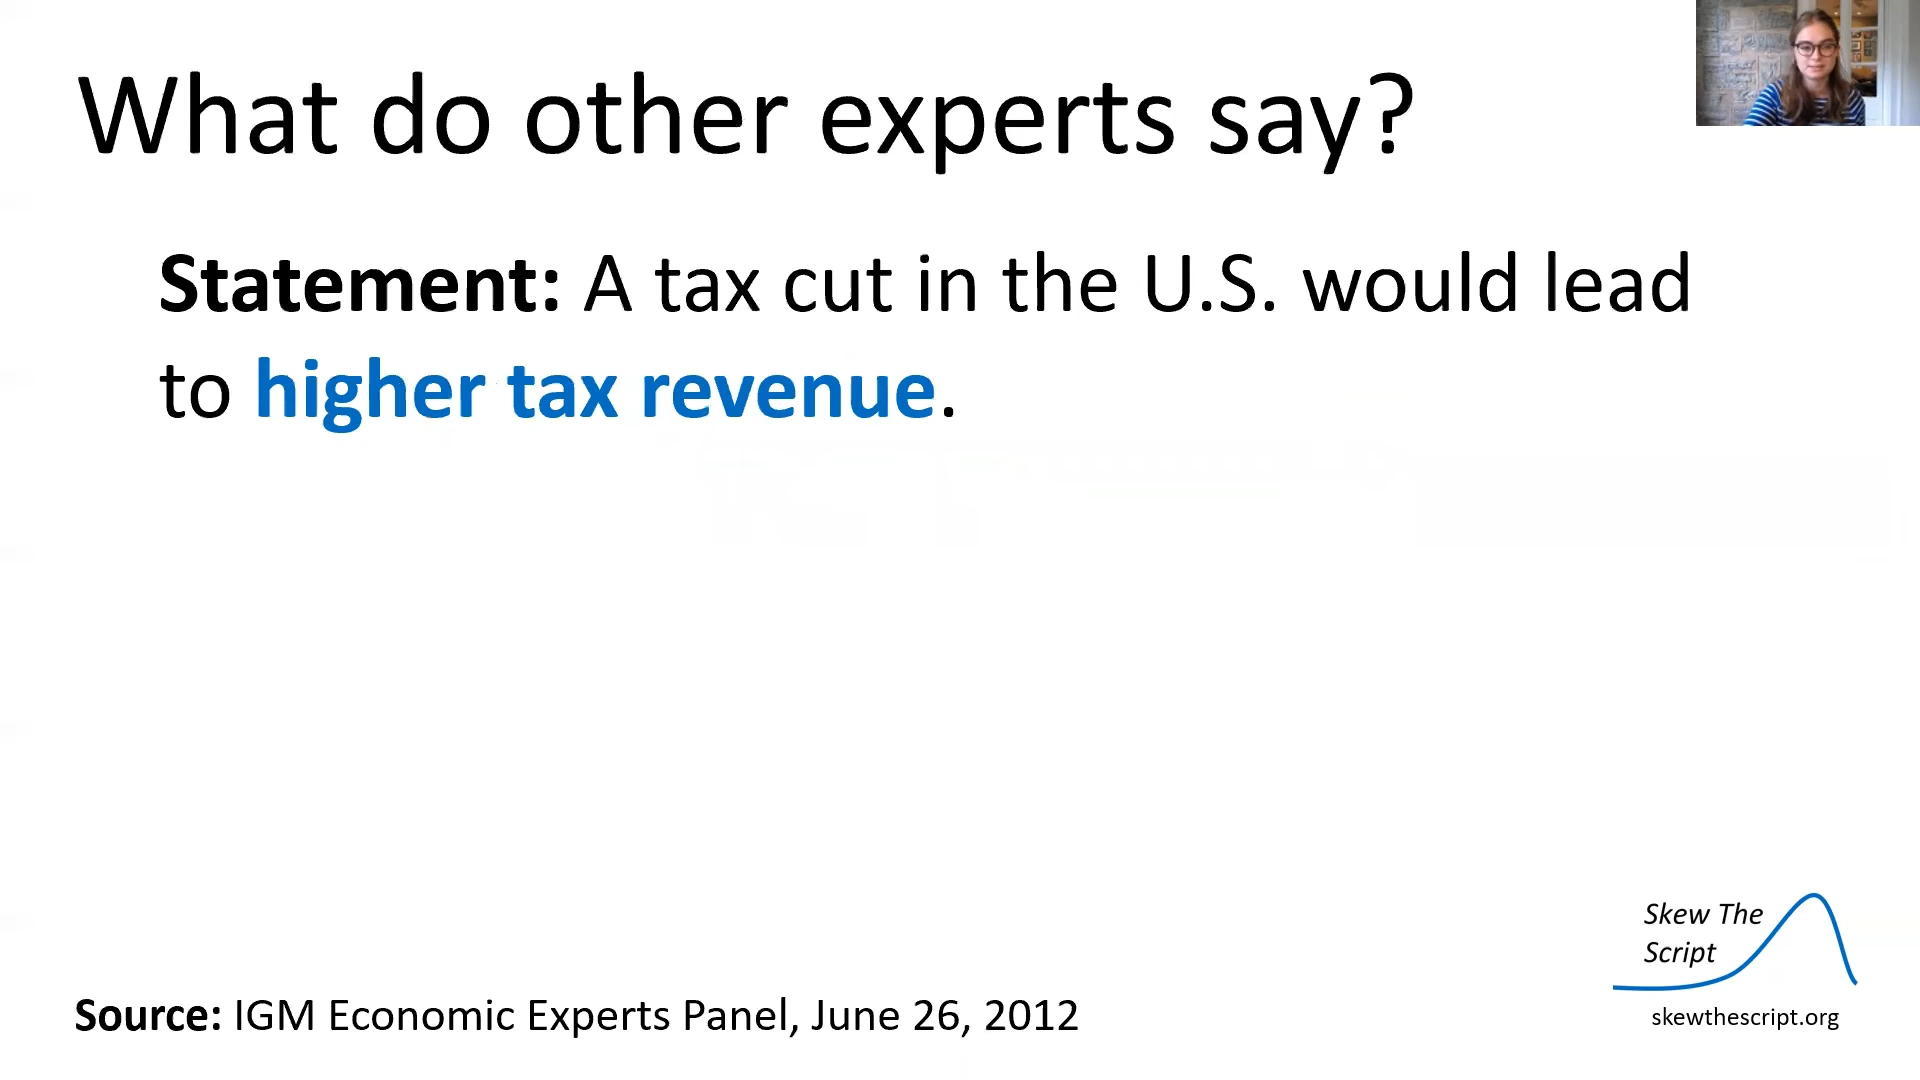 What do other experts say?
Statement: A tax cut in the U.S. would lead
to higher tax revenue.
Skew The
Script
Source: IGM Economic Experts Panel, June 26, 2012
skewthescript.org